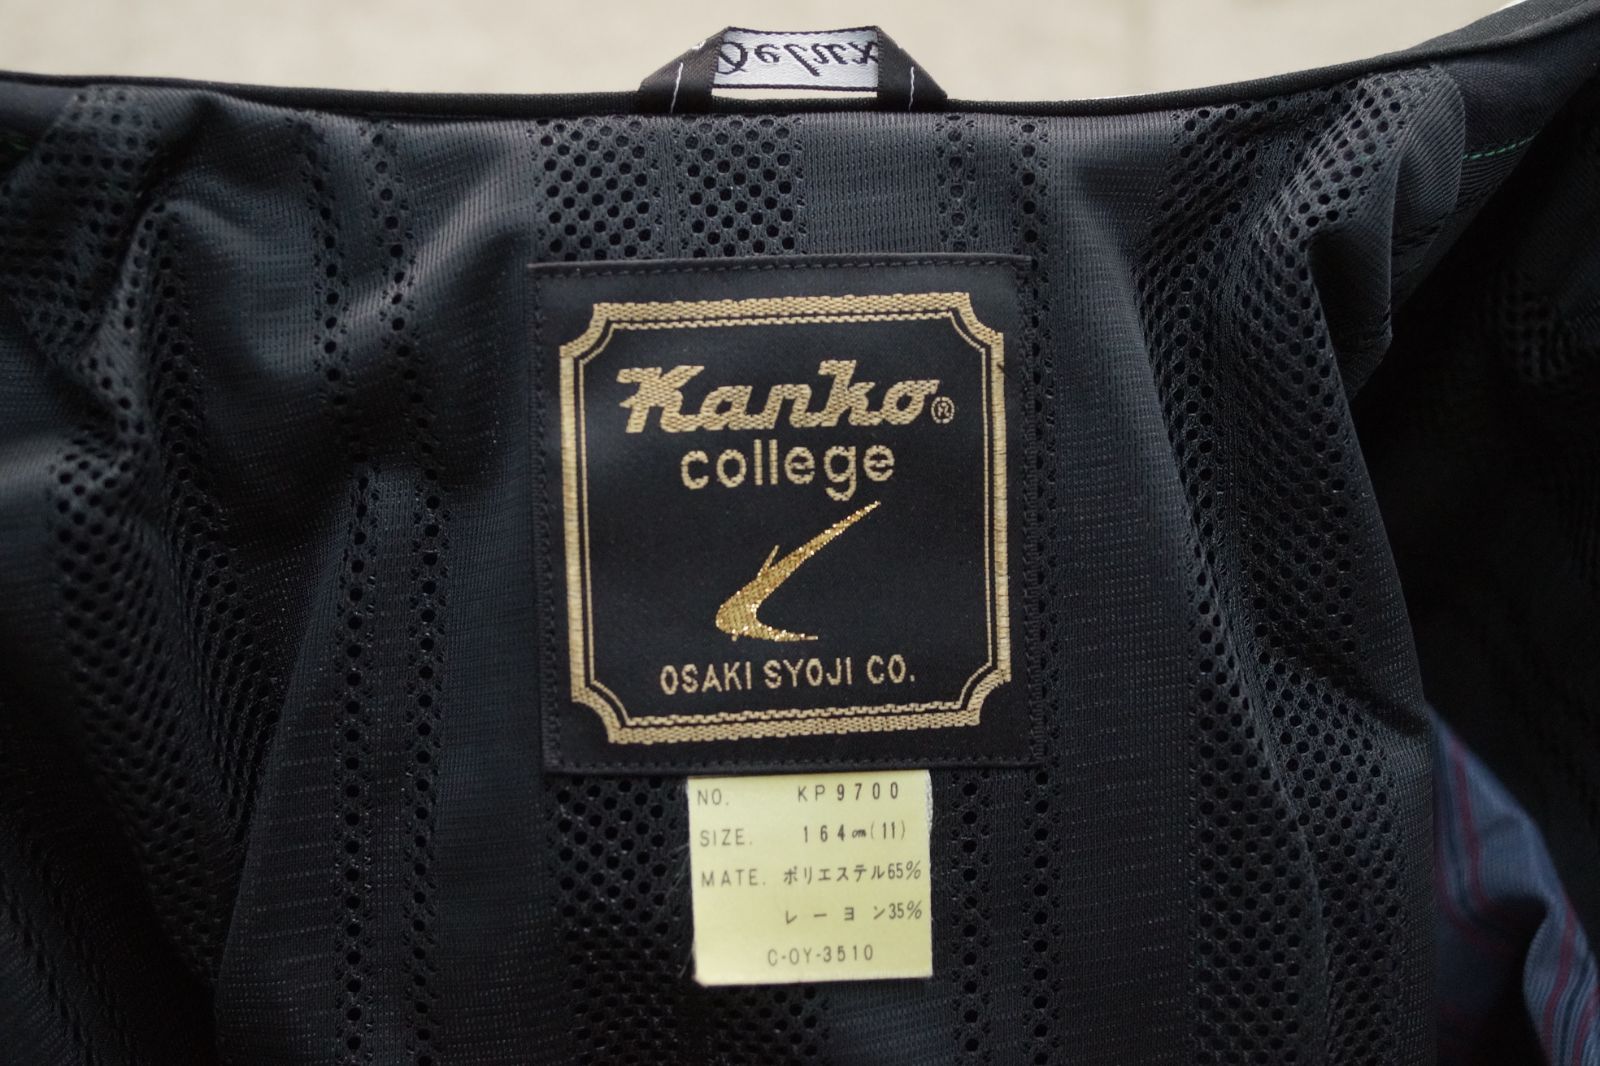 Delux
Kanko®
college
OSAKI SYOJI CO.
NO. KP9700
SIZE. 164cm(11)
MATE. ポリエステル65%
レーヨン35%
C-OY-3510